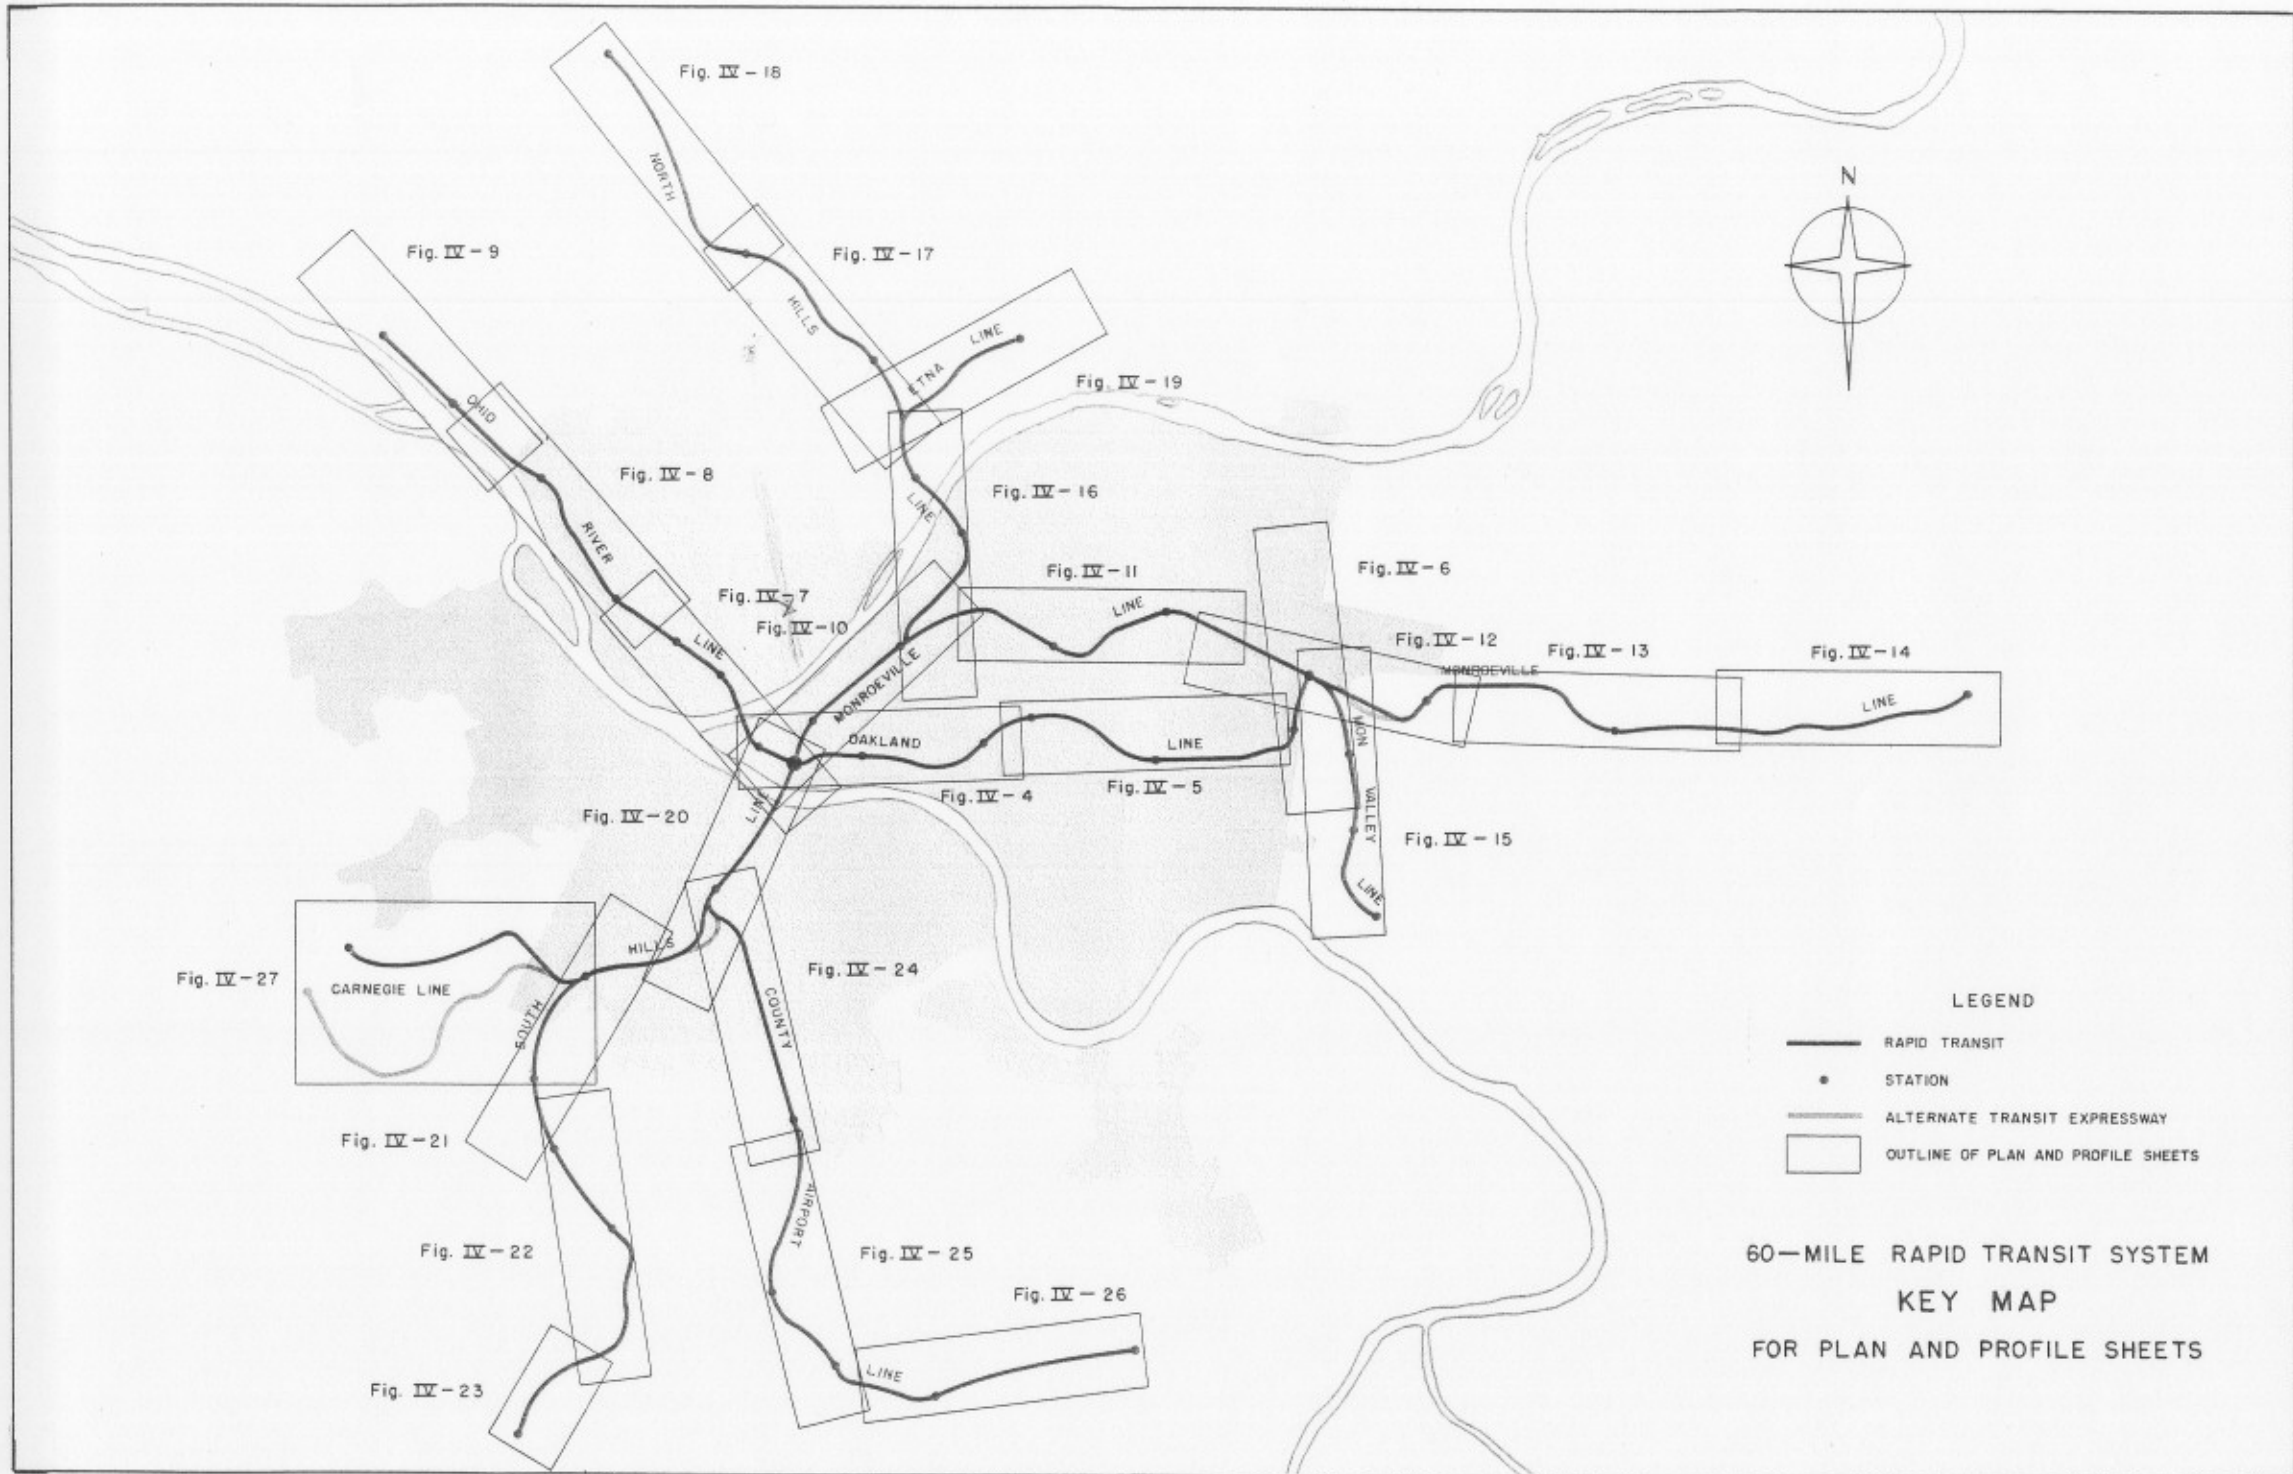 Fig. IV - 18
NORTH
Fig. IV - 9
Fig. IV - 17
N
HILLS
ETNA LINE
Fig. IV - 19
OHIO
Fig. IV - 8
Fig. IV - 16
LINE
RIVER
Fig. IV - 11
Fig. IV - 6
Fig. IV - 7
Fig. IV - 10
LINE
LINE
Fig. IV - 12
Fig. IV - 13
Fig. IV - 14
MONROEVILLE
MONROEVILLE
LINE
OAKLAND
LINE
MON
Fig. IV - 4
Fig. IV - 5
Fig. IV - 20
LINE
VALLEY
Fig. IV - 15
LINE
HILLS
Fig. IV - 27
CARNEGIE LINE
Fig. IV - 24
SOUTH
COUNTY
LEGEND
RAPID TRANSIT
STATION
ALTERNATE TRANSIT EXPRESSWAY
OUTLINE OF PLAN AND PROFILE SHEETS
Fig. IV - 21
AIRPORT
Fig. IV - 22
Fig. IV - 25
Fig. IV - 26
LINE
Fig. IV - 23
60-MILE RAPID TRANSIT SYSTEM
KEY MAP
FOR PLAN AND PROFILE SHEETS